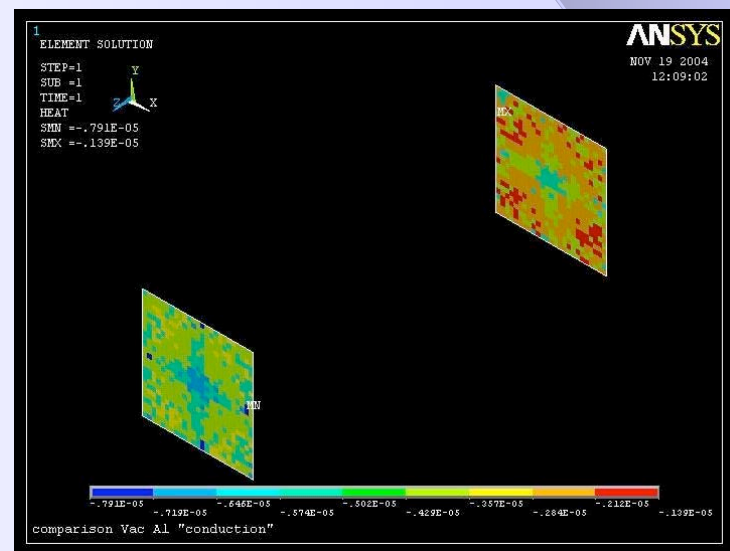 1
ELEMENT SOLUTION
STEP=1
SUB =1
TIME=1
HEAT
SMN =-.791E-05
SMX =-.139E-05
Y
Z X
ANSYS
NOV 19 2004
12:09:02
MX
MN
-.791E-05 -.646E-05 -.502E-05 -.357E-05 -.212E-05
-.719E-05 -.574E-05 -.429E-05 -.284E-05 -.139E-05
comparison Vac Al "conduction"